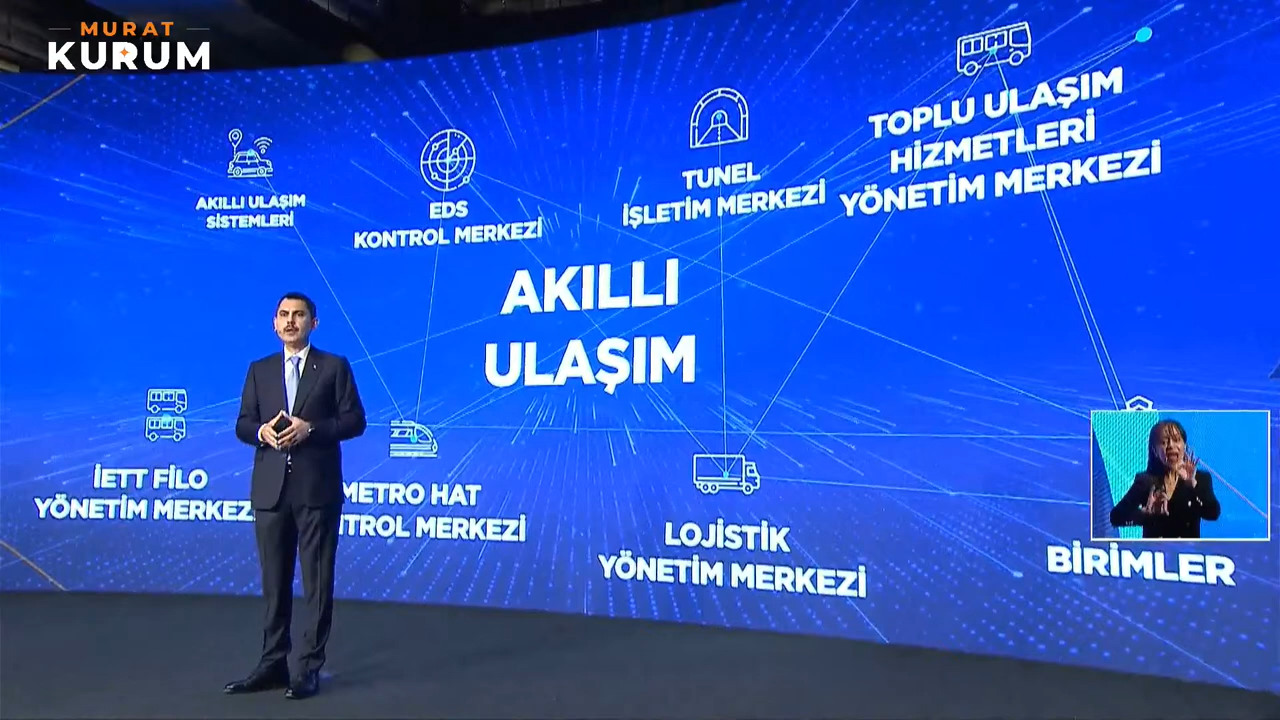 MURAT
KURUM
AKILLI ULAŞIM
SİSTEMLERİ
EDS
KONTROL MERKEZİ
TUNEL
İŞLETİM MERKEZİ
TOPLU ULAŞIM
HİZMETLERİ
YÖNETİM MERKEZİ
AKILLI
ULAŞIM
İETT FİLO
YÖNETİM MERKEZ
METRO HAT
NTROL MERKEZİ
LOJİSTİK
YÖNETİM MERKEZİ
BİRİMLER